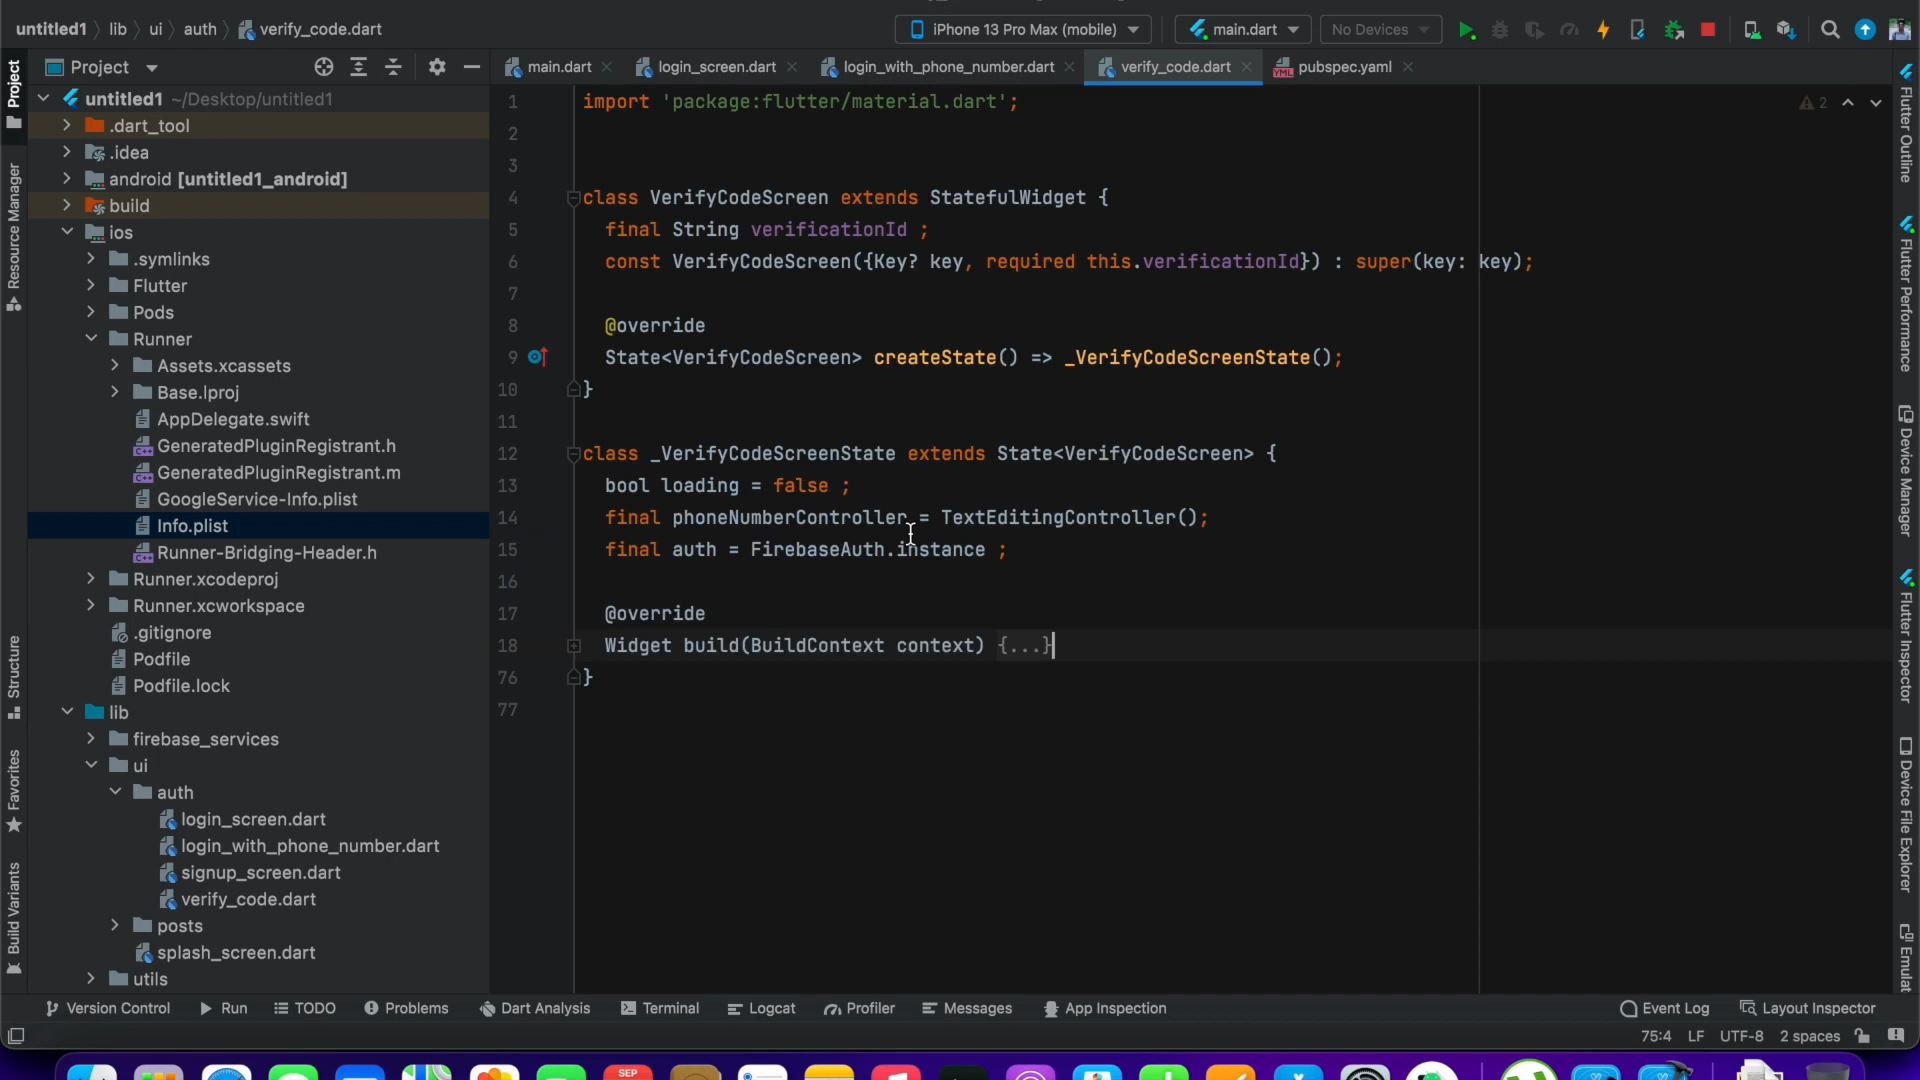 untitled1 lib ui auth verify_code.dart
iPhone 13 Pro Max (mobile) main.dart No Devices
Project
main.dart login_screen.dart login_with_phone_number.dart verify_code.dart YML pubspec.yaml
untitled1 ~/Desktop/untitled1
.dart_tool
.idea
android [untitled1_android]
build
ios
.symlinks
Flutter
Pods
Runner
Assets.xcassets
Base.lproj
AppDelegate.swift
GeneratedPluginRegistrant.h
GeneratedPluginRegistrant.m
GoogleService-Info.plist
Info.plist
Runner-Bridging-Header.h
Runner.xcodeproj
Runner.xcworkspace
.gitignore
Podfile
Podfile.lock
lib
firebase_services
ui
auth
login_screen.dart
login_with_phone_number.dart
signup_screen.dart
verify_code.dart
posts
splash_screen.dart
utils
Project
Resource Manager
Structure
Favorites
Build Variants
1 import 'package:flutter/material.dart';
2
3
4 class VerifyCodeScreen extends StatefulWidget {
5 final String verificationId ;
6 const VerifyCodeScreen({Key? key, required this.verificationId}) : super(key: key);
7
8 @override
9 State<VerifyCodeScreen> createState() => _VerifyCodeScreenState();
10 }
11
12 class _VerifyCodeScreenState extends State<VerifyCodeScreen> {
13 bool loading = false ;
14 final phoneNumberController = TextEditingController();
15 final auth = FirebaseAuth.instance ;
16
17 @override
18 Widget build(BuildContext context) {...}
76 }
77
2
Flutter Outline
Flutter Performance
Device Manager
Flutter Inspector
Device File Explorer
Emulat
Version Control Run TODO Problems Dart Analysis Terminal Logcat Profiler Messages App Inspection Event Log Layout Inspector
75:4 LF UTF-8 2 spaces
SEP